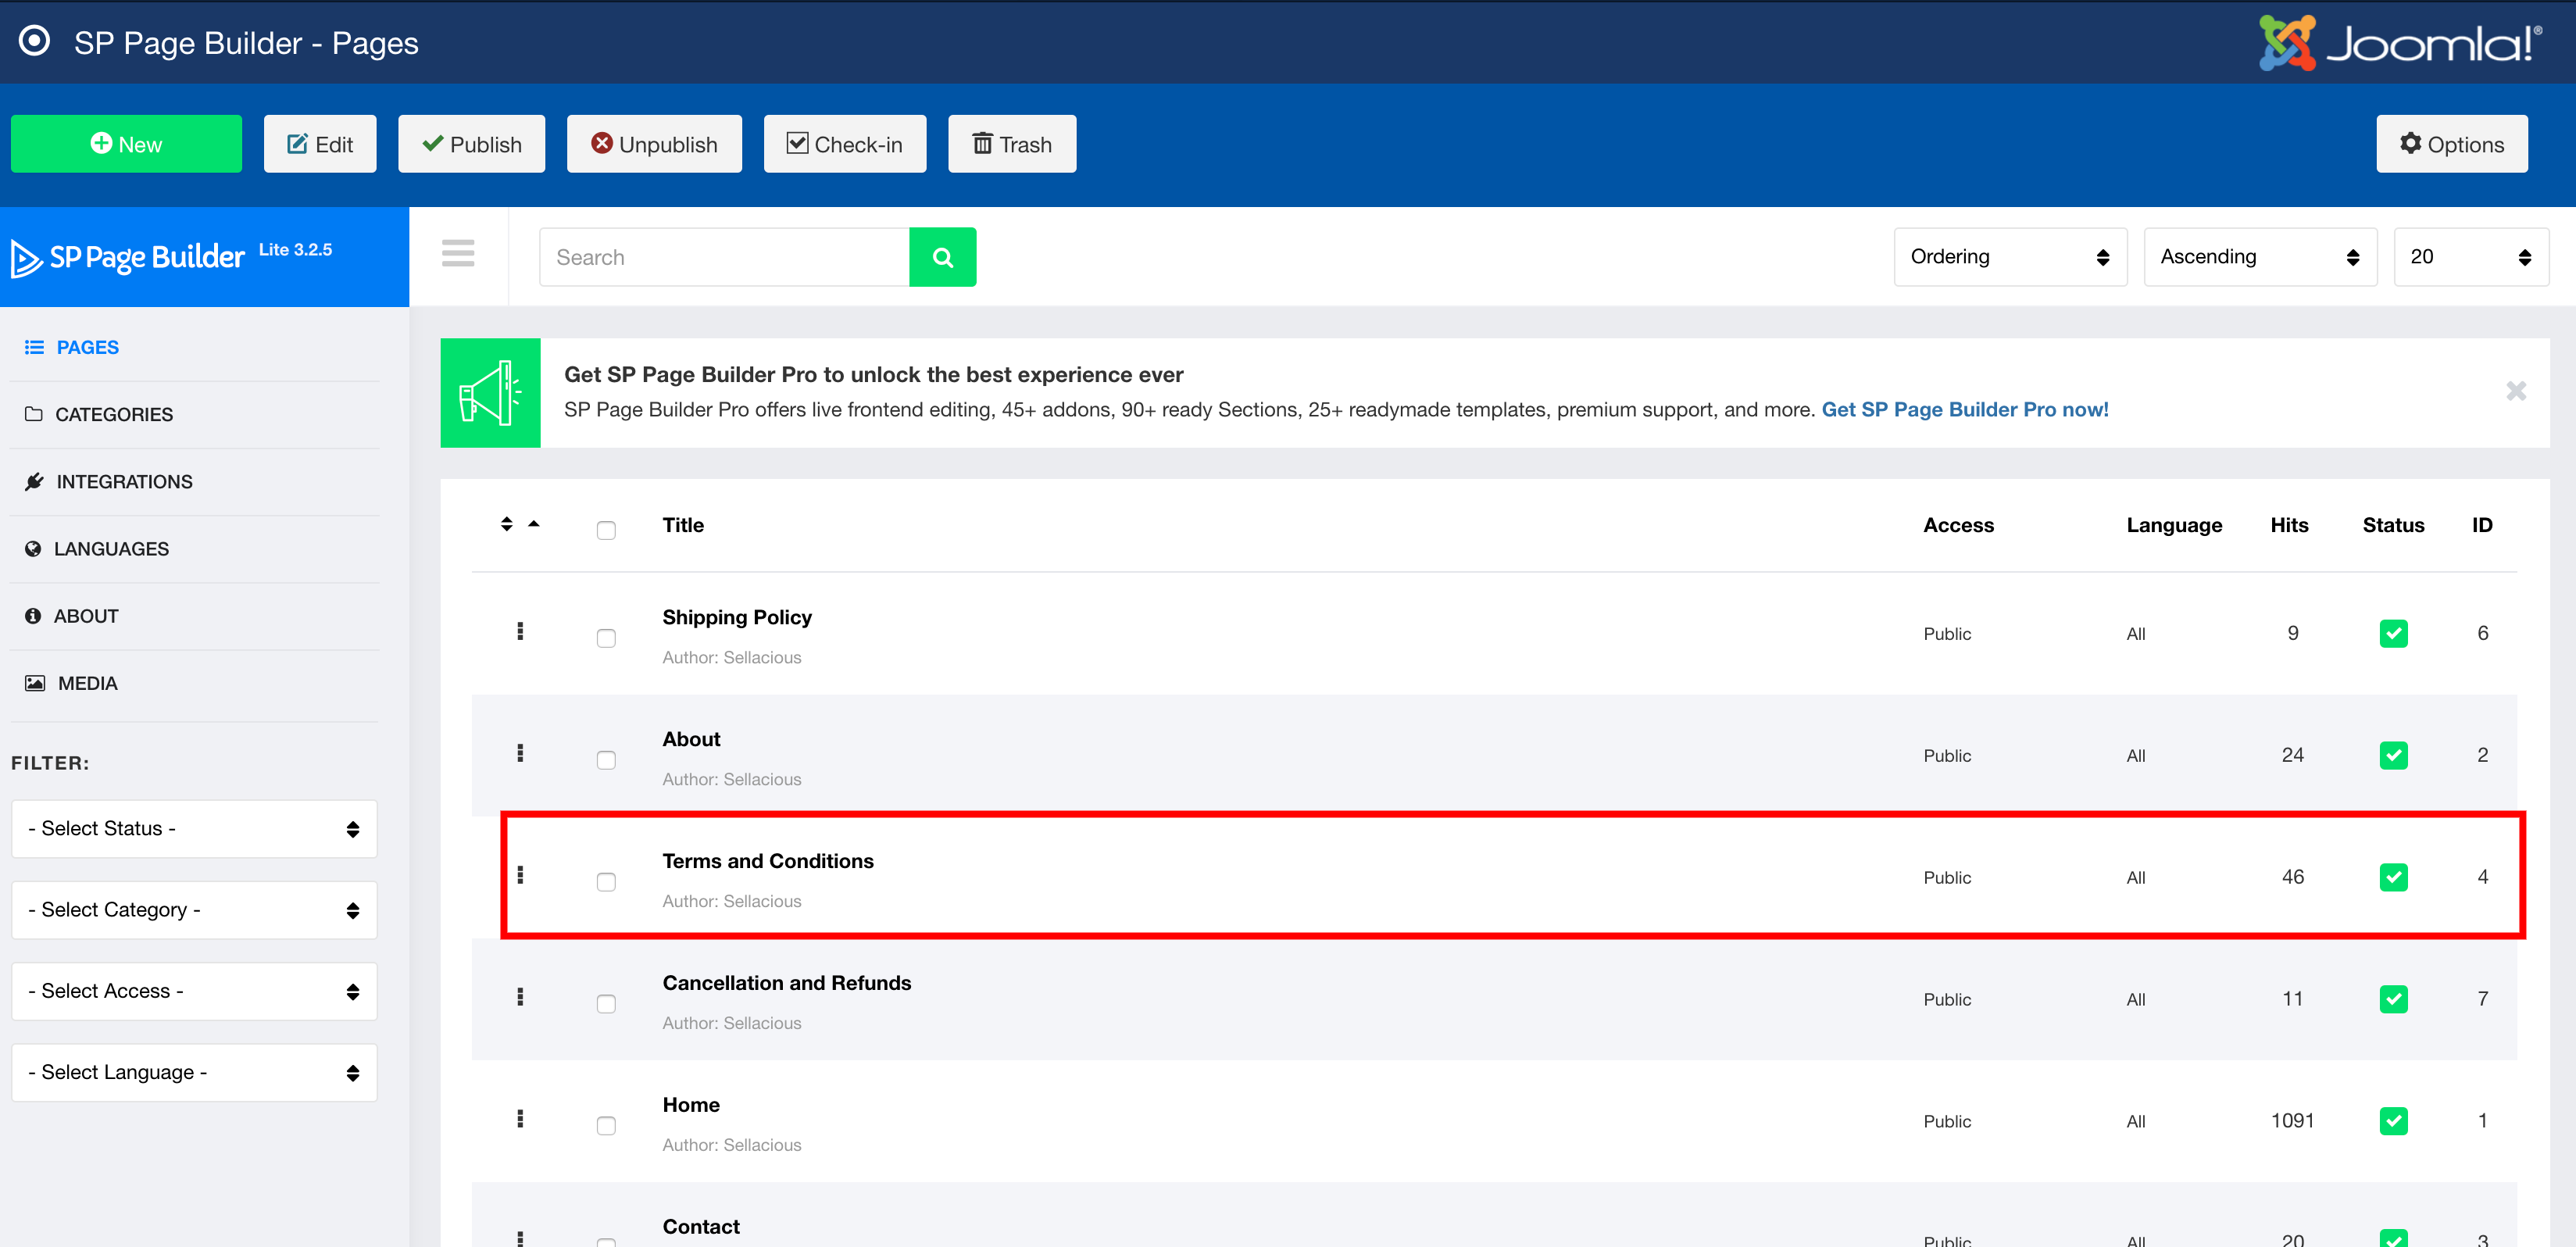 SP Page Builder - Pages
Joomla!®
New
Edit
Publish
Unpublish
Check-in
Trash
Options
SP Page Builder Lite 3.2.5
Search
Ordering
Ascending
20
PAGES
CATEGORIES
INTEGRATIONS
LANGUAGES
ABOUT
MEDIA
FILTER:
- Select Status -
- Select Category -
- Select Access -
- Select Language -
Get SP Page Builder Pro to unlock the best experience ever
SP Page Builder Pro offers live frontend editing, 45+ addons, 90+ ready Sections, 25+ readymade templates, premium support, and more. Get SP Page Builder Pro now!
Title Access Language Hits Status ID
Shipping Policy
Author: Sellacious
Public All 9 6
About
Author: Sellacious
Public All 24 2
Terms and Conditions
Author: Sellacious
Public All 46 4
Cancellation and Refunds
Author: Sellacious
Public All 11 7
Home
Author: Sellacious
Public All 1091 1
Contact
Public All 20 3